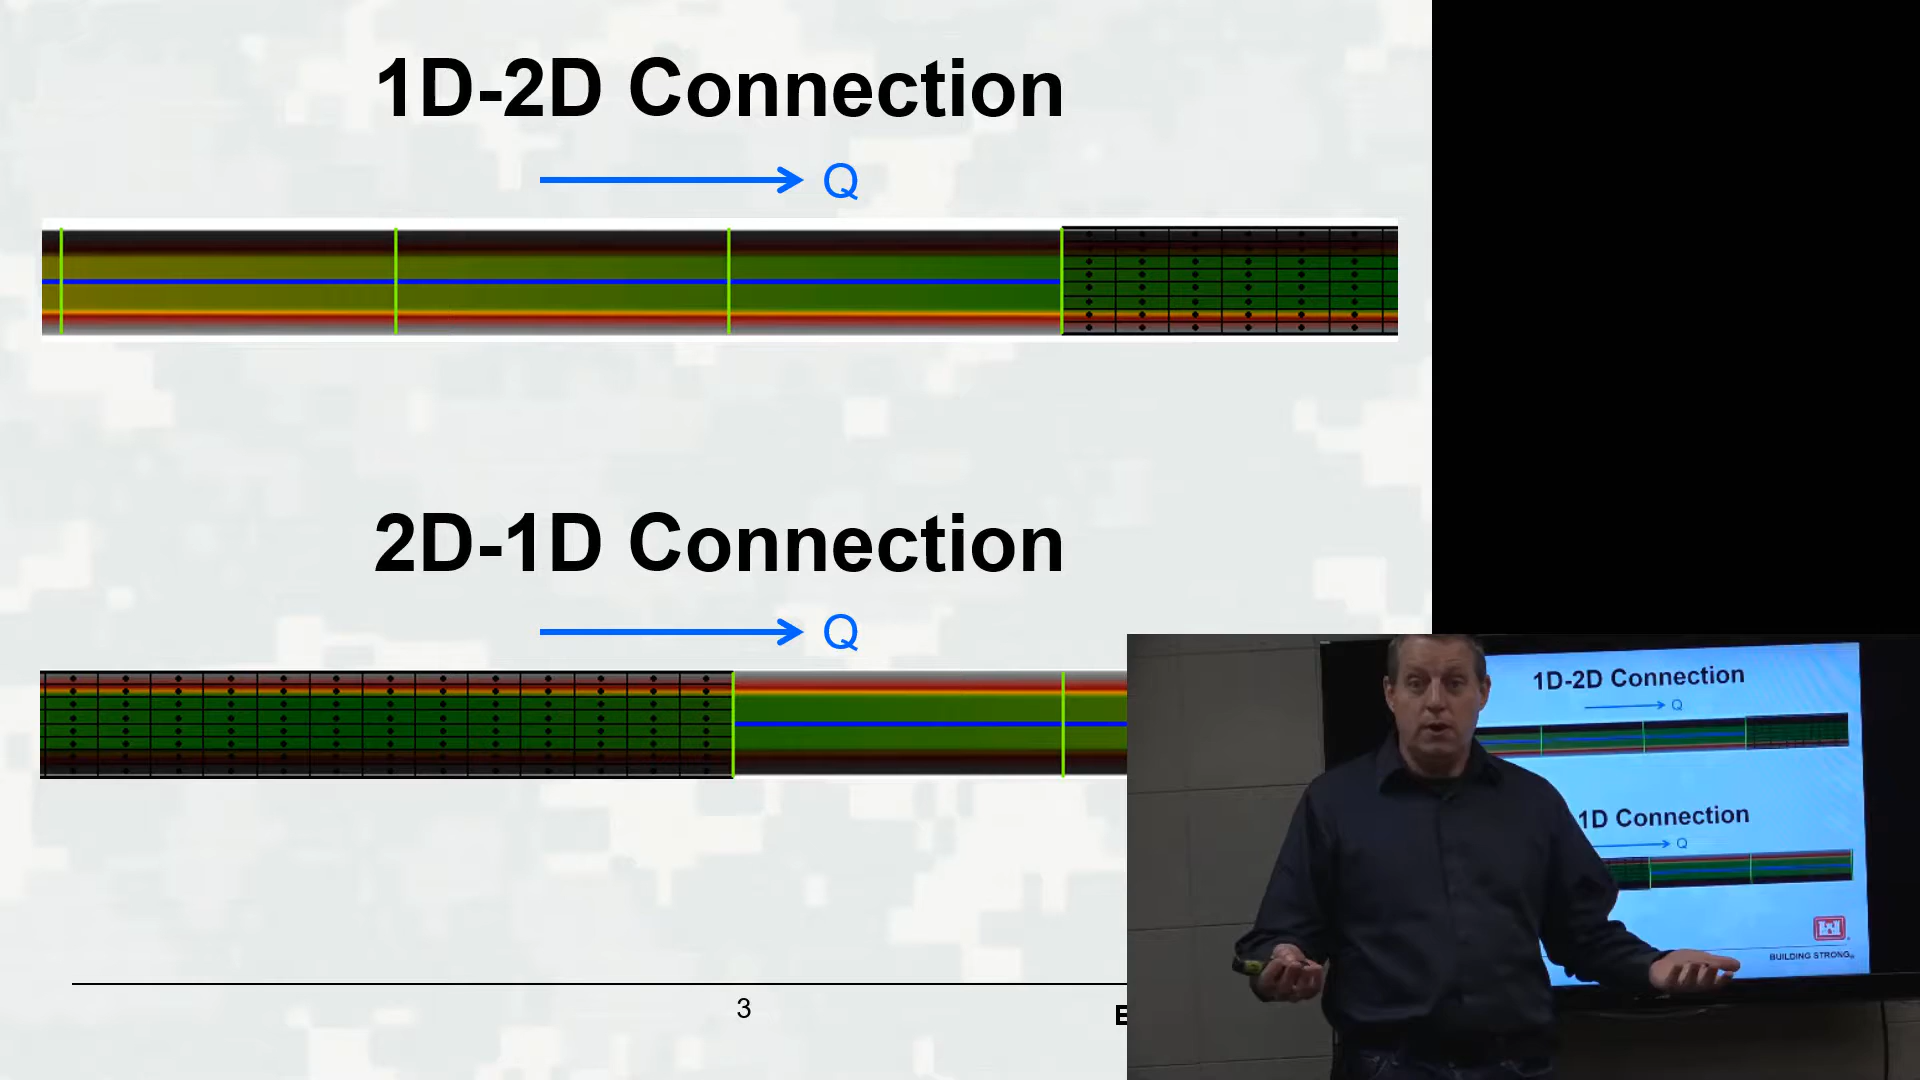 1D-2D Connection
Q
2D-1D Connection
Q
3
1D-2D Connection
Q
1D Connection
Q
BUILDING STRONG®